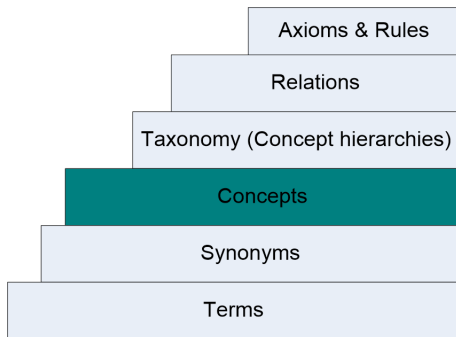 Axioms & Rules
Relations
Taxonomy (Concept hierarchies)
Concepts
Synonyms
Terms